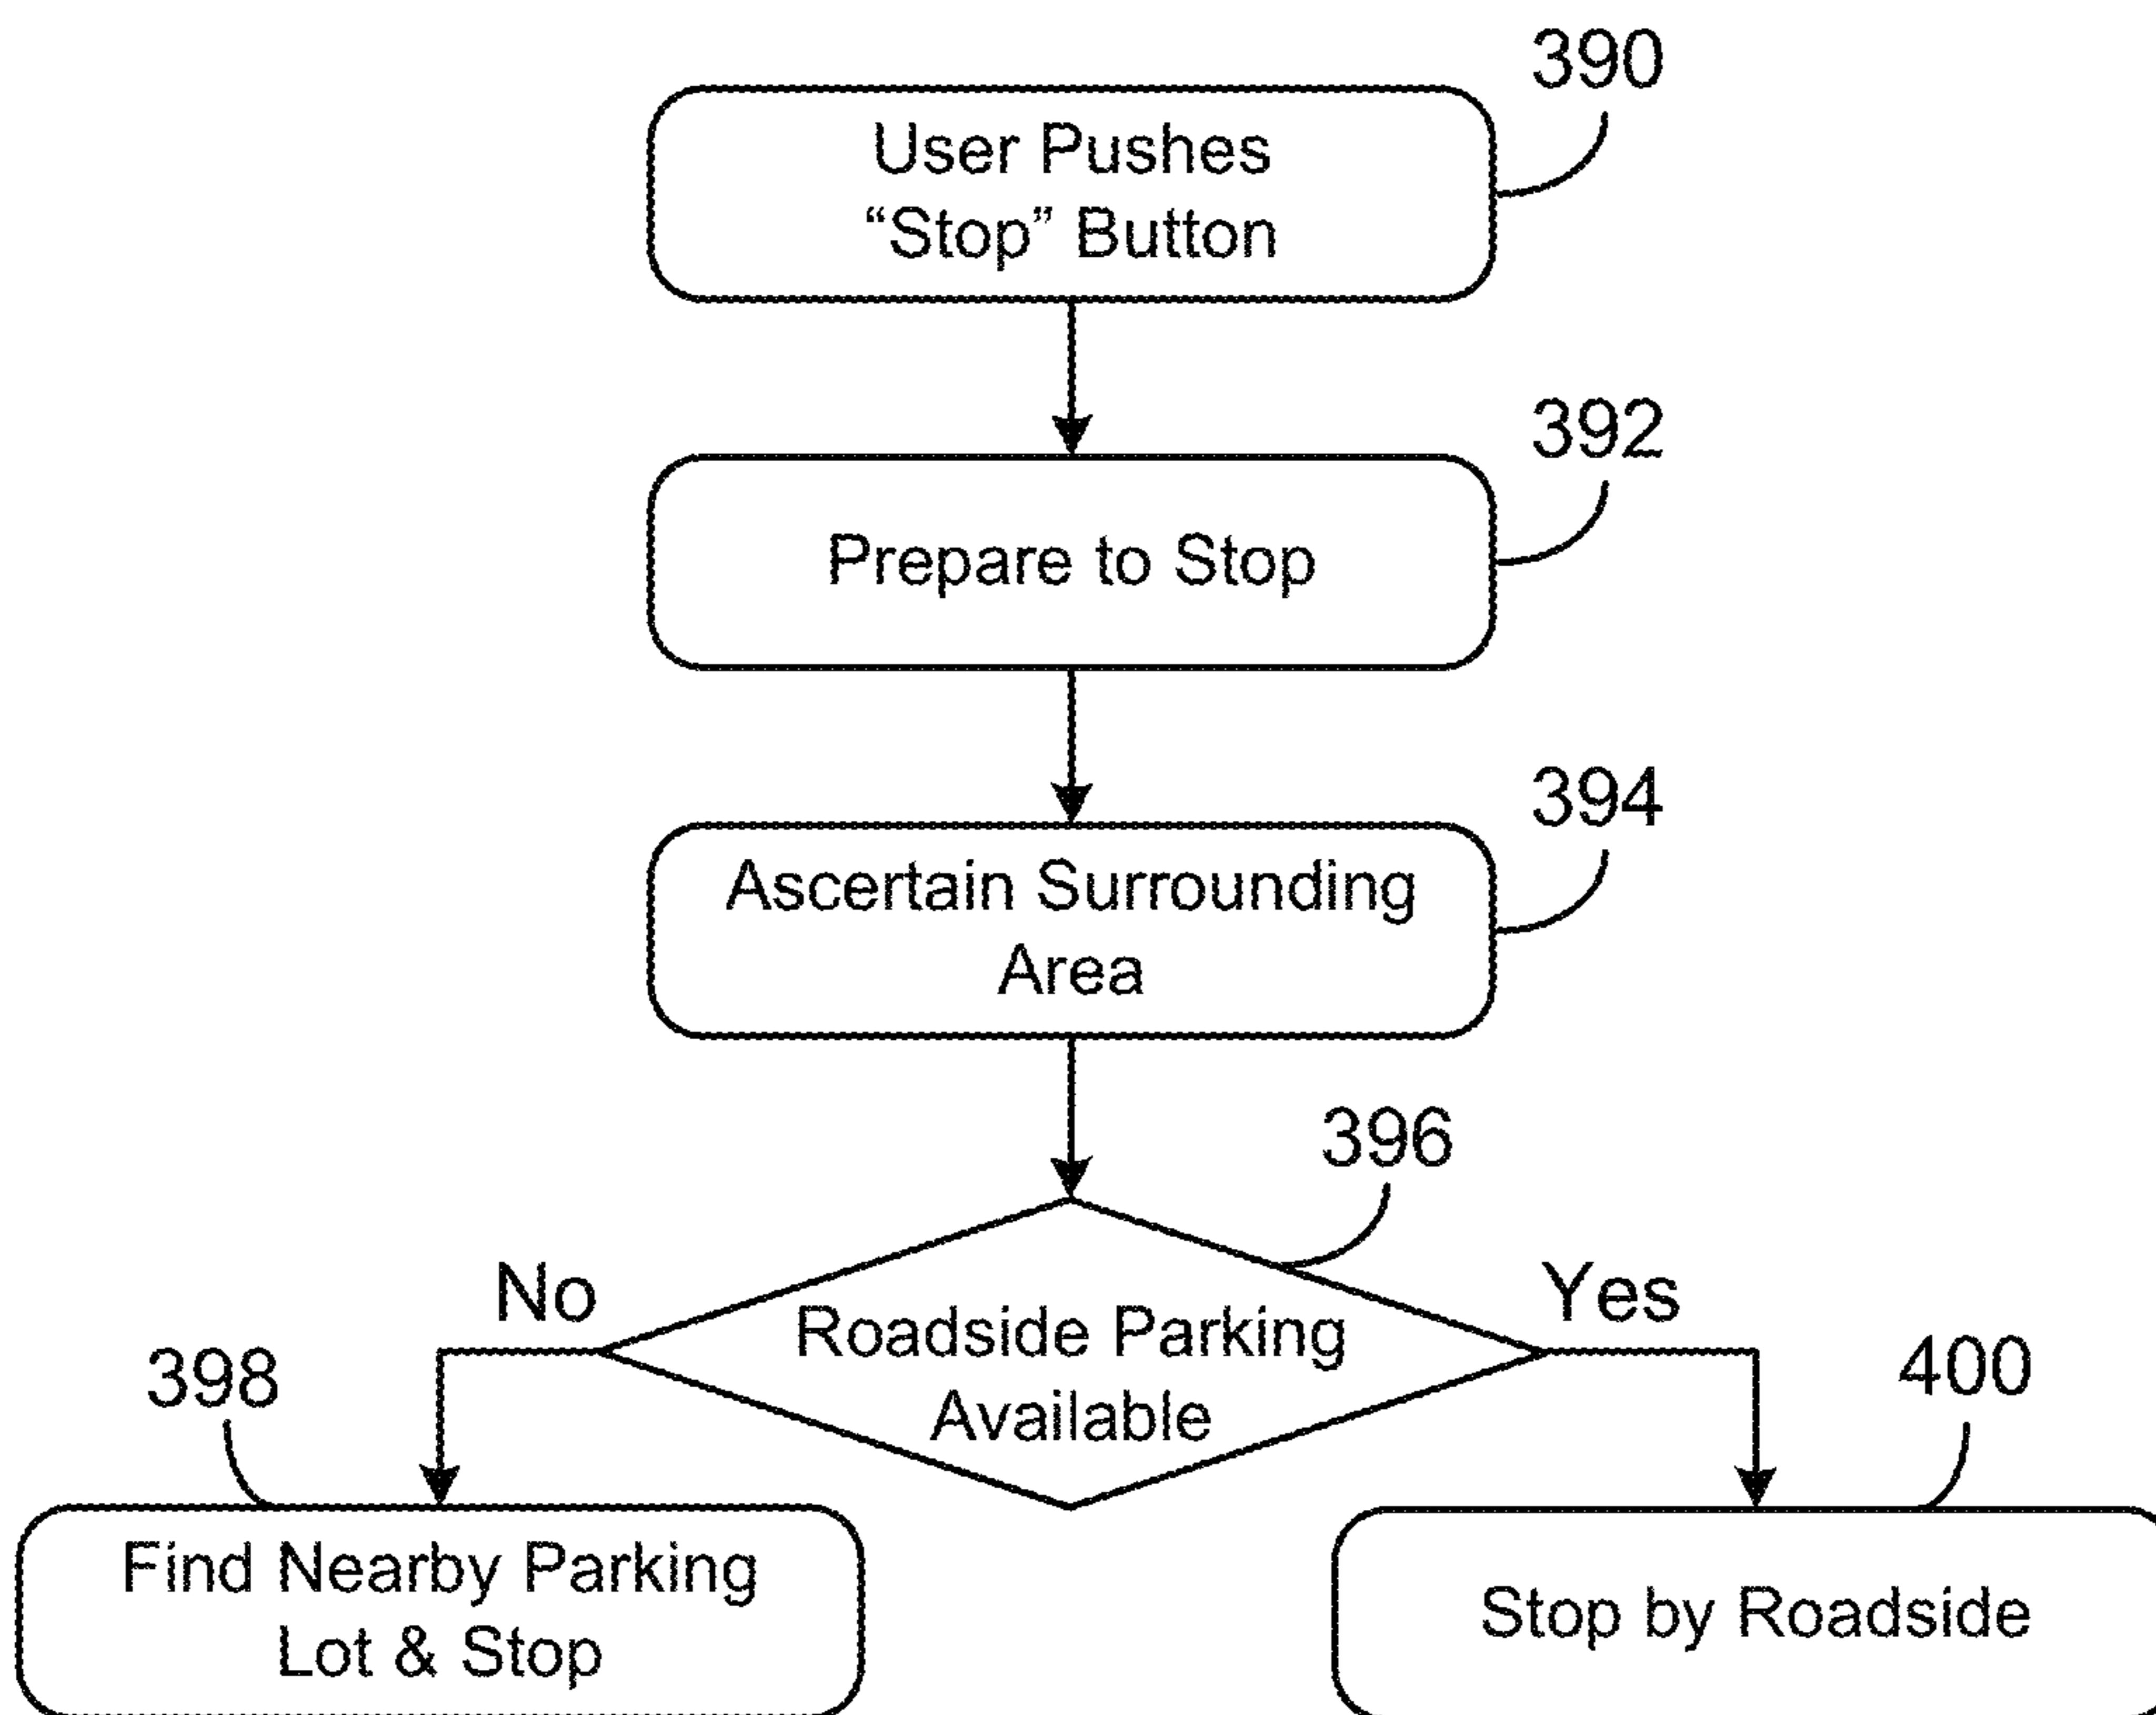 390
User Pushes
“Stop” Button
392
Prepare to Stop
394
Ascertain Surrounding
Area
396
No
Yes
Roadside Parking
Available
398
400
Find Nearby Parking
Lot & Stop
Stop by Roadside